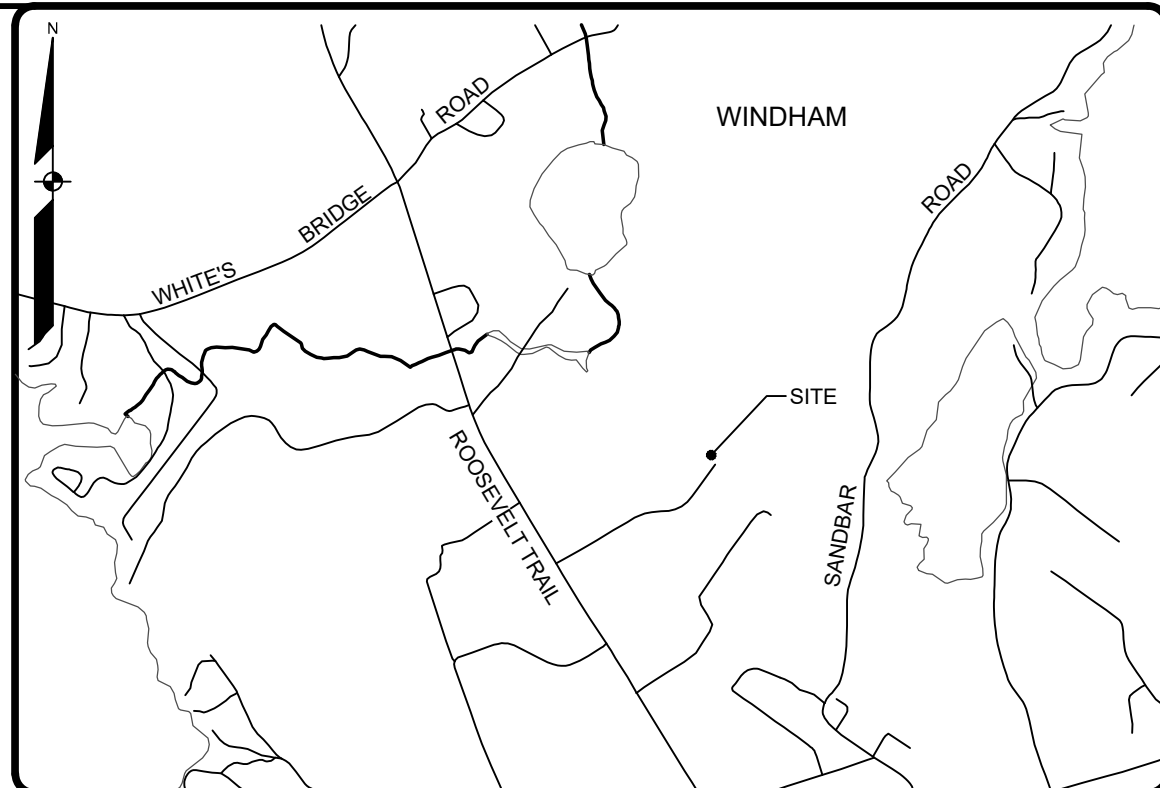 N
WINDHAM
WHITE'S BRIDGE ROAD
SANDBAR ROAD
SITE
ROOSEVELT TRAIL